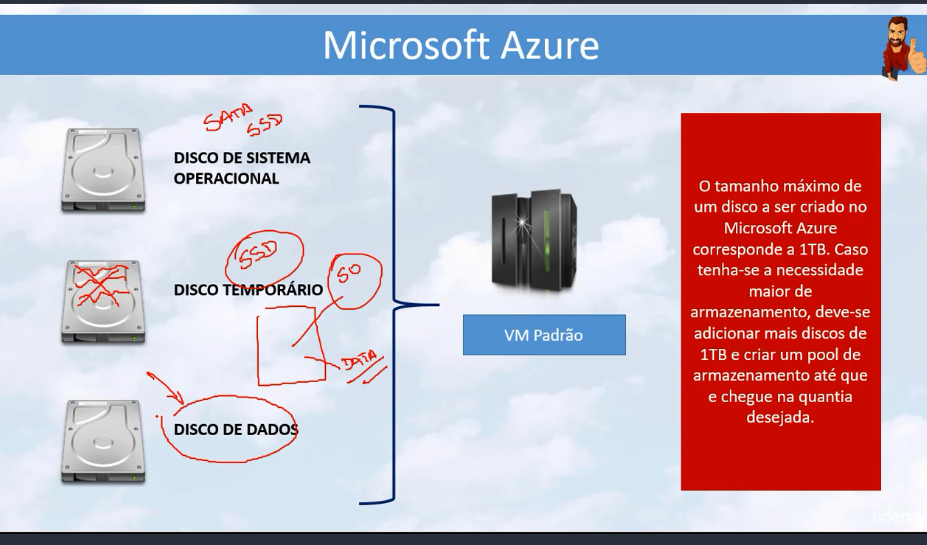 Microsoft Azure
SATA
SSD
DISCO DE SISTEMA
OPERACIONAL
SSD
SO
DISCO TEMPORÁRIO
DATA
DISCO DE DADOS
VM Padrão
O tamanho máximo de
um disco a ser criado no
Microsoft Azure
corresponde a 1TB. Caso
tenha-se a necessidade
maior de
armazenamento, deve-se
adicionar mais discos de
1TB e criar um pool de
armazenamento até que
e chegue na quantia
desejada.
udemy